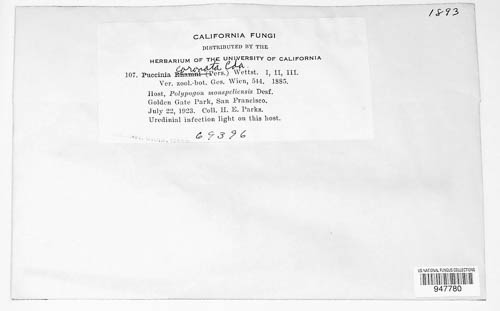 1893
CALIFORNIA FUNGI
DISTRIBUTED BY THE
HERBARIUM OF THE UNIVERSITY OF CALIFORNIA
coronata Cda.
107. Puccinia Rhamni (Pers.) Wettst. I, II, III.
Ver. zool.-bot. Ges. Wien, 544. 1885.
Host, Polypogon monspeliensis Desf.
Golden Gate Park, San Francisco.
July 22, 1923. Coll. H. E. Parks.
Uredinial infection light on this host.
69396
US NATIONAL FUNGUS COLLECTIONS
947780